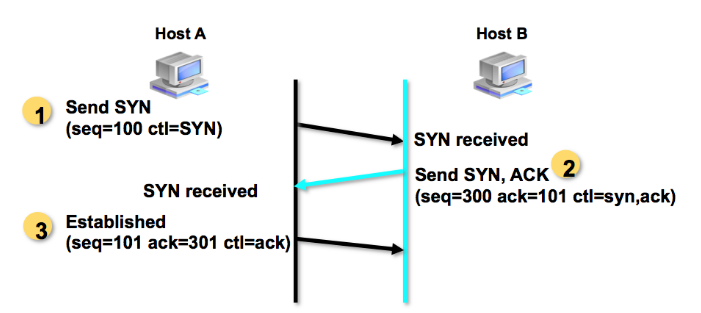 Host A
Host B
1
Send SYN
(seq=100 ctl=SYN)
SYN received
Send SYN, ACK
2
(seq=300 ack=101 ctl=syn,ack)
SYN received
3
Established
(seq=101 ack=301 ctl=ack)